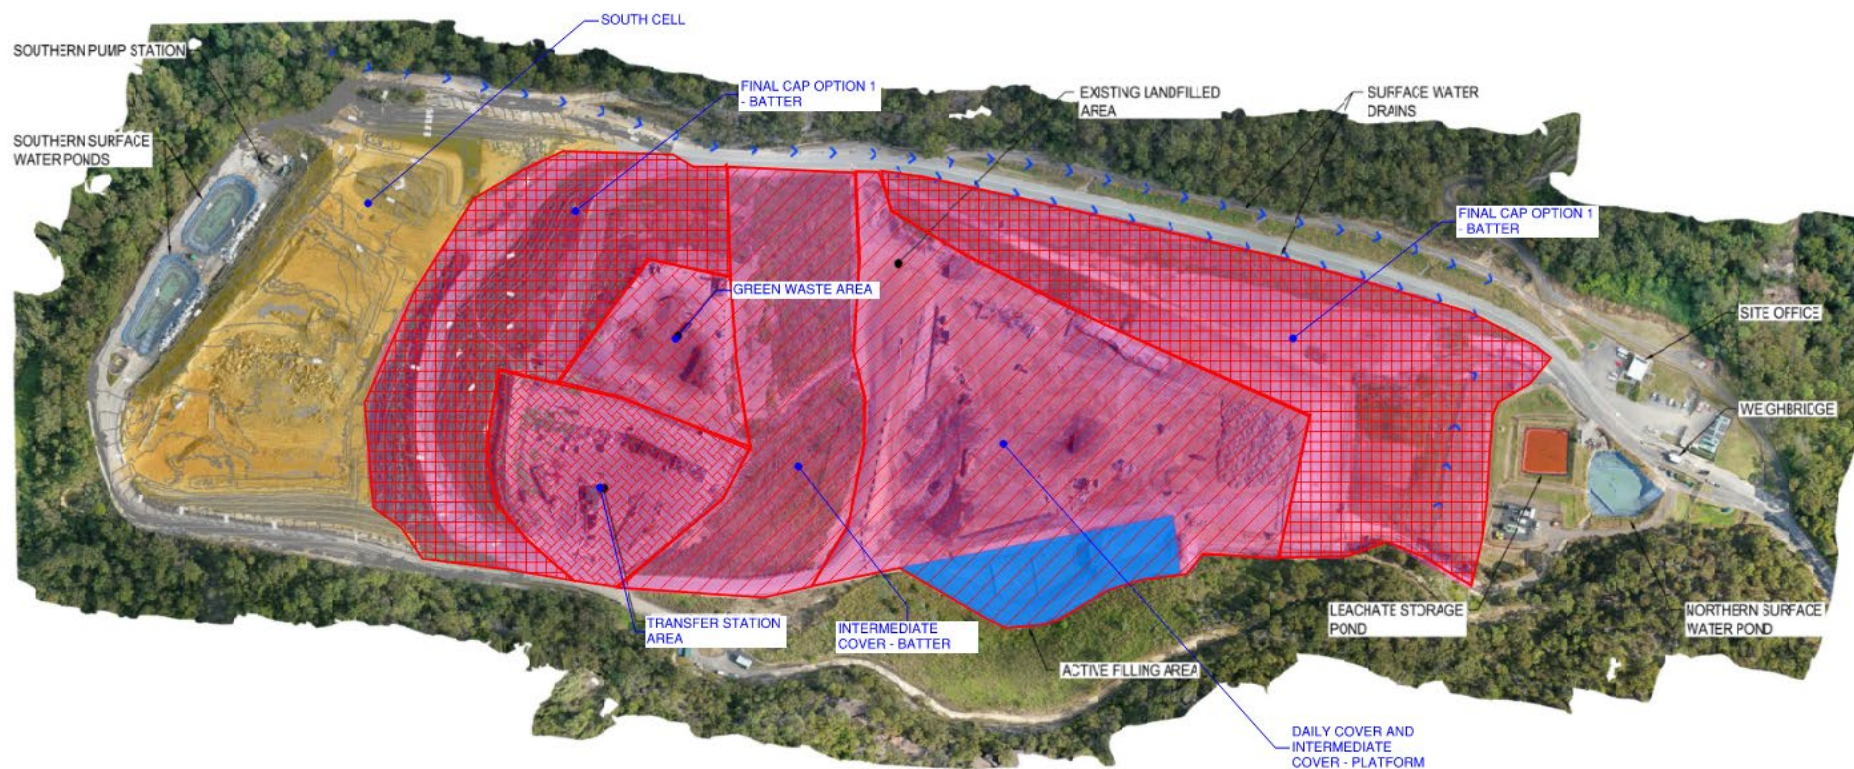 SOUTH CELL
SOUTHERN PUMP STATION
FINAL CAP OPTION 1
- BATTER
EXISTING LANDFILLED
AREA
SURFACE WATER
DRAINS
SOUTHERN SURFACE
WATER PONDS
FINAL CAP OPTION 1
- BATTER
GREEN WASTE AREA
SITE OFFICE
WEIGHBRIDGE
TRANSFER STATION
AREA
INTERMEDIATE
COVER - BATTER
LEACHATE STORAGE
POND
NORTHERN SURFACE
WATER POND
ACTIVE FILLING AREA
DAILY COVER AND
INTERMEDIATE
COVER - PLATFORM